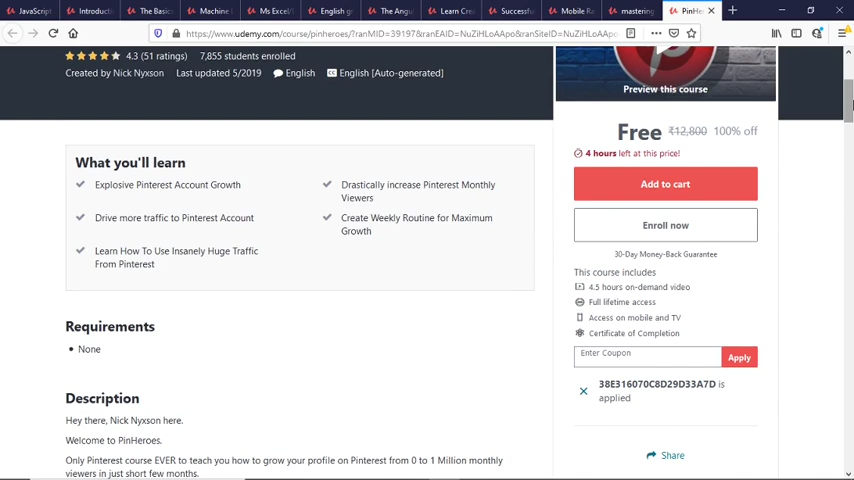 JavaScript
Introducti
The Basics
Machine
Ms Excel/
English gr
The Angu
Learn Cre
Successfu
Mobile Ra
mastering
PinHe
https://www.udemy.com/course/pinheroes/?ranMID=39197&ranEAID=NuZiHLoAApo&ranSiteID=NuZiHLoAApo
4.3 (51 ratings) 7,855 students enrolled
Created by Nick Nyxson Last updated 5/2019 English CC English [Auto-generated]
Preview this course
What you'll learn
Explosive Pinterest Account Growth
Drive more traffic to Pinterest Account
Learn How To Use Insanely Huge Traffic
From Pinterest
Drastically increase Pinterest Monthly
Viewers
Create Weekly Routine for Maximum
Growth
Requirements
None
Description
Hey there, Nick Nyxson here.
Welcome to PinHeroes.
Only Pinterest course EVER to teach you how to grow your profile on Pinterest from 0 to 1 Million monthly
viewers in just short few months.
Free ₹12,800 100% off
4 hours left at this price!
Add to cart
Enroll now
30-Day Money-Back Guarantee
This course includes
4.5 hours on-demand video
Full lifetime access
Access on mobile and TV
Certificate of Completion
Enter Coupon
Apply
38E316070C8D29D33A7D is
applied
Share